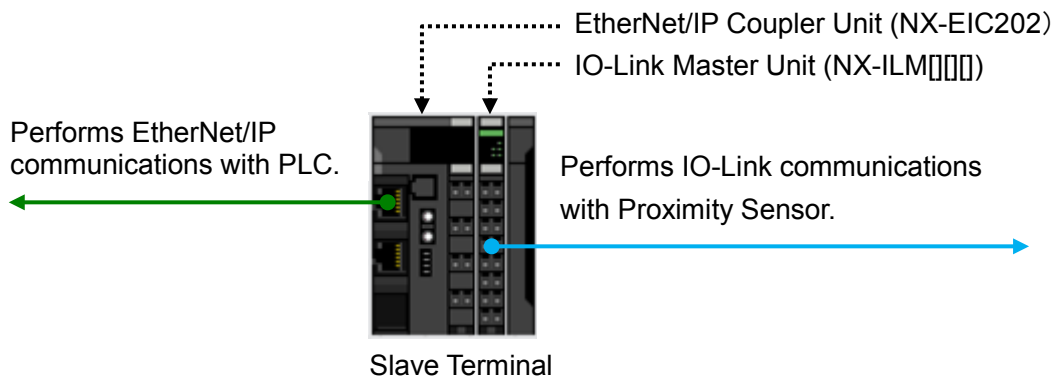 EtherNet/IP Coupler Unit (NX-EIC202）
IO-Link Master Unit (NX-ILM[][][])
Performs EtherNet/IP
communications with PLC.
Performs IO-Link communications
with Proximity Sensor.
Slave Terminal